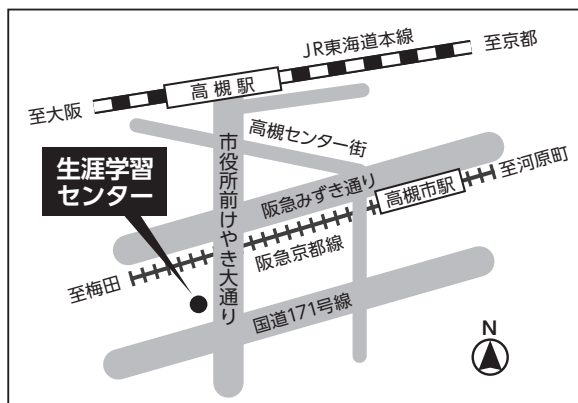 JR東海道本線
至京都
高槻駅
至大阪
高槻センター街
市役所前けやき大通り
生涯学習
センター
阪急みずき通り
高槻市駅
至河原町
阪急京都線
至梅田
国道171号線
N